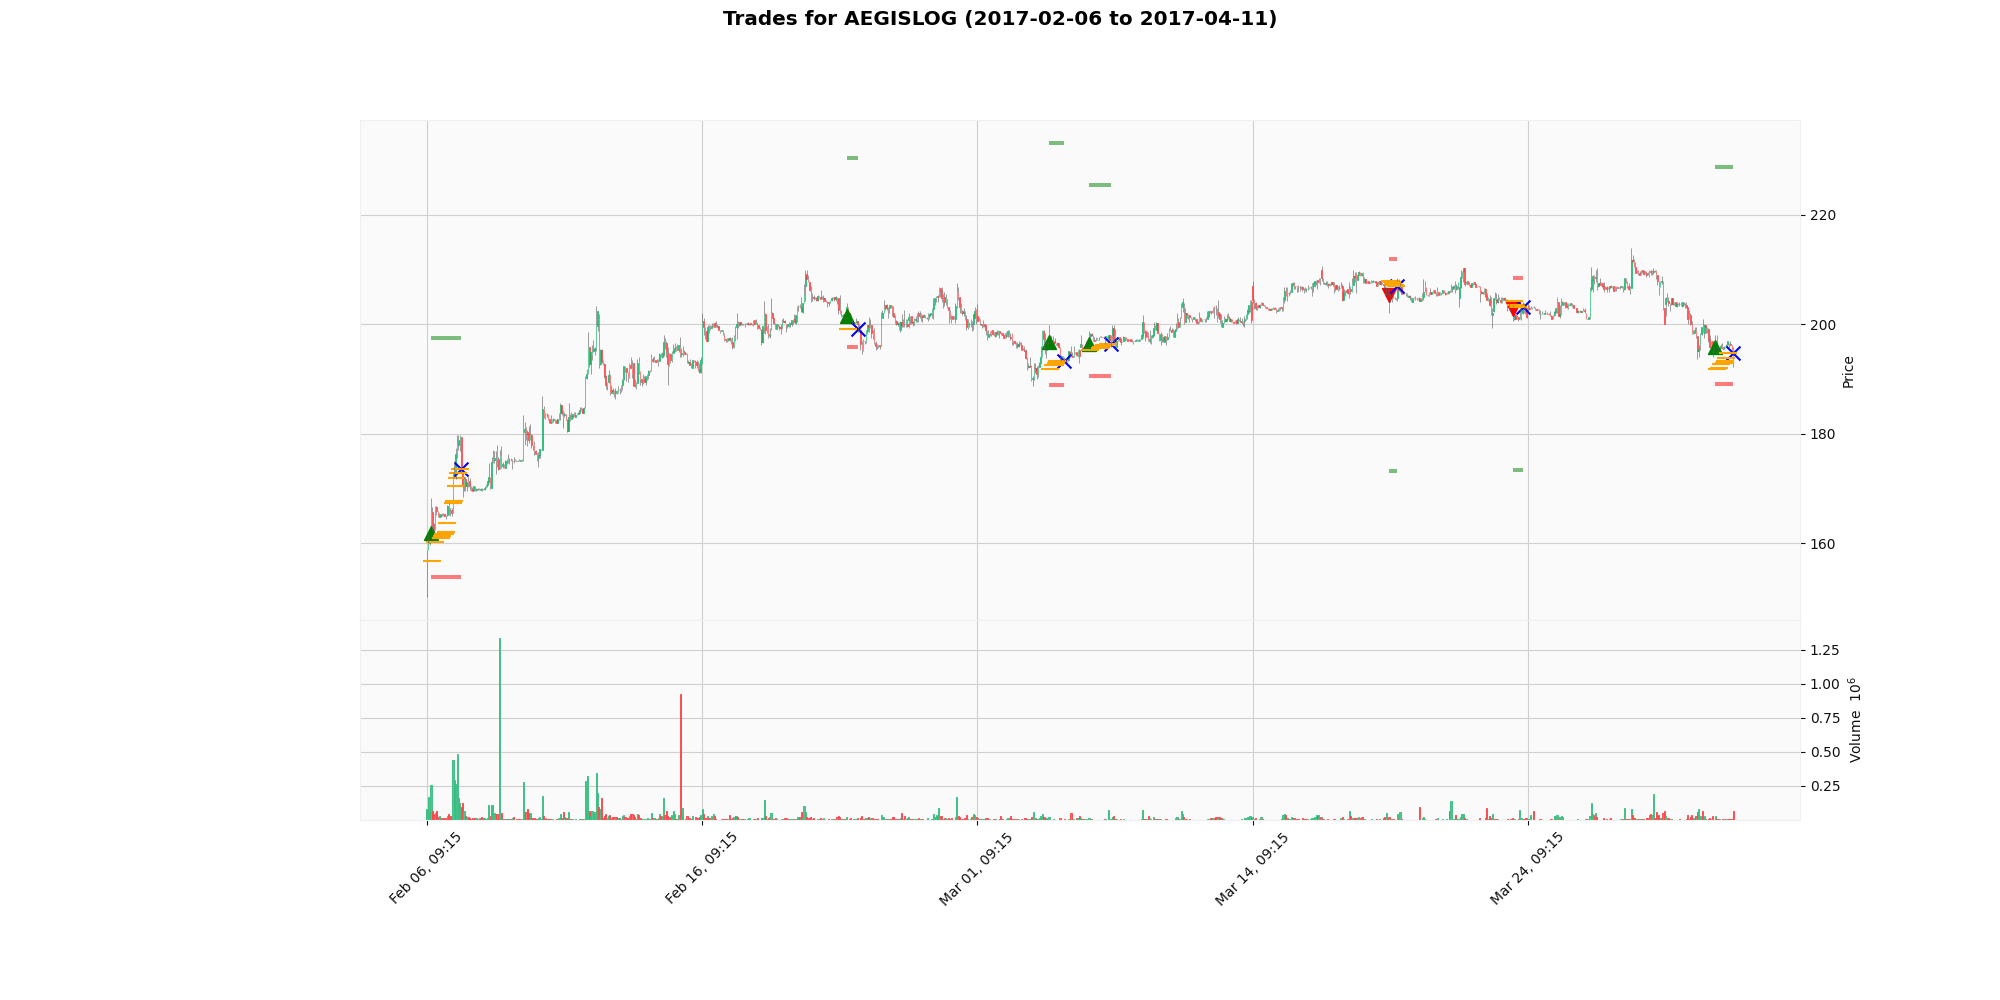 Trades for AEGISLOG (2017-02-06 to 2017-04-11)
220
200
180
160
Price
1.25
1.00
0.75
0.50
0.25
Volume 10⁶
Feb 06, 09:15
Feb 16, 09:15
Mar 01, 09:15
Mar 14, 09:15
Mar 24, 09:15